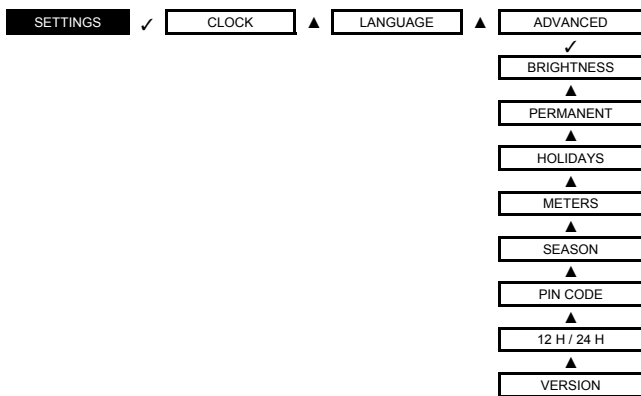 SETTINGS ✓ CLOCK ▲ LANGUAGE ▲ ADVANCED
✓
BRIGHTNESS
▲
PERMANENT
▲
HOLIDAYS
▲
METERS
▲
SEASON
▲
PIN CODE
▲
12 H / 24 H
▲
VERSION